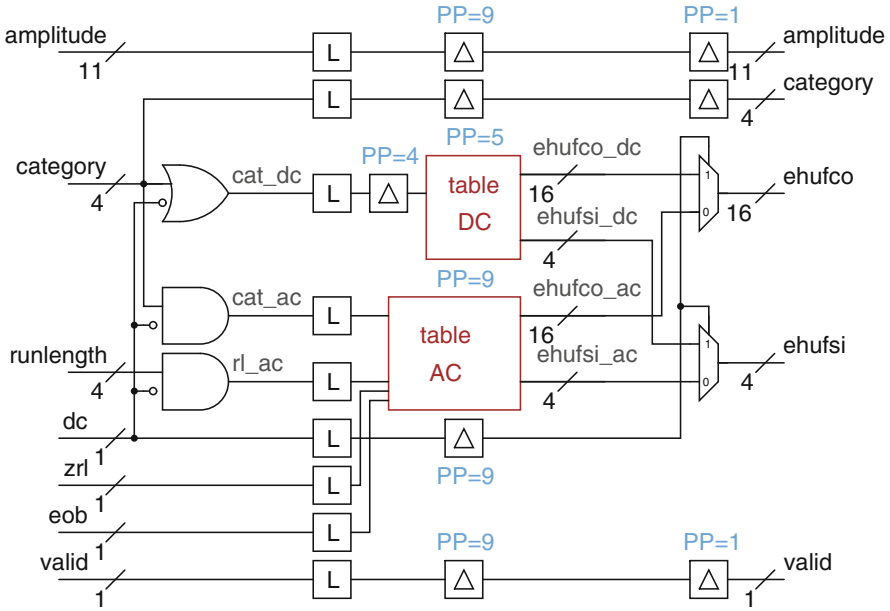 PP=9 PP=1
amplitude L △ △ amplitude
11 11
L △ △ category
4
PP=5
category cat_dc PP=4 ehufco_dc
4 L △ table DC 16 1 ehufco
ehufsi_dc 0 16
4
PP=9
cat_ac L ehufco_ac
table AC 16
runlength rl_ac L ehufsi_ac 1 ehufsi
4 4 0 4
dc L △
1 PP=9
zrl L
1
eob L
1
PP=9 PP=1
valid L △ △ valid
1 1